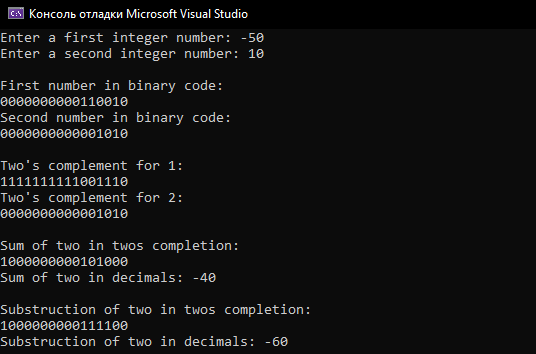 Консоль отладки Microsoft Visual Studio
Enter a first integer number: -50
Enter a second integer number: 10
First number in binary code:
0000000000110010
Second number in binary code:
0000000000001010
Two's complement for 1:
1111111111001110
Two's complement for 2:
0000000000001010
Sum of two in twos completion:
1000000000101000
Sum of two in decimals: -40
Substruction of two in twos completion:
1000000000111100
Substruction of two in decimals: -60